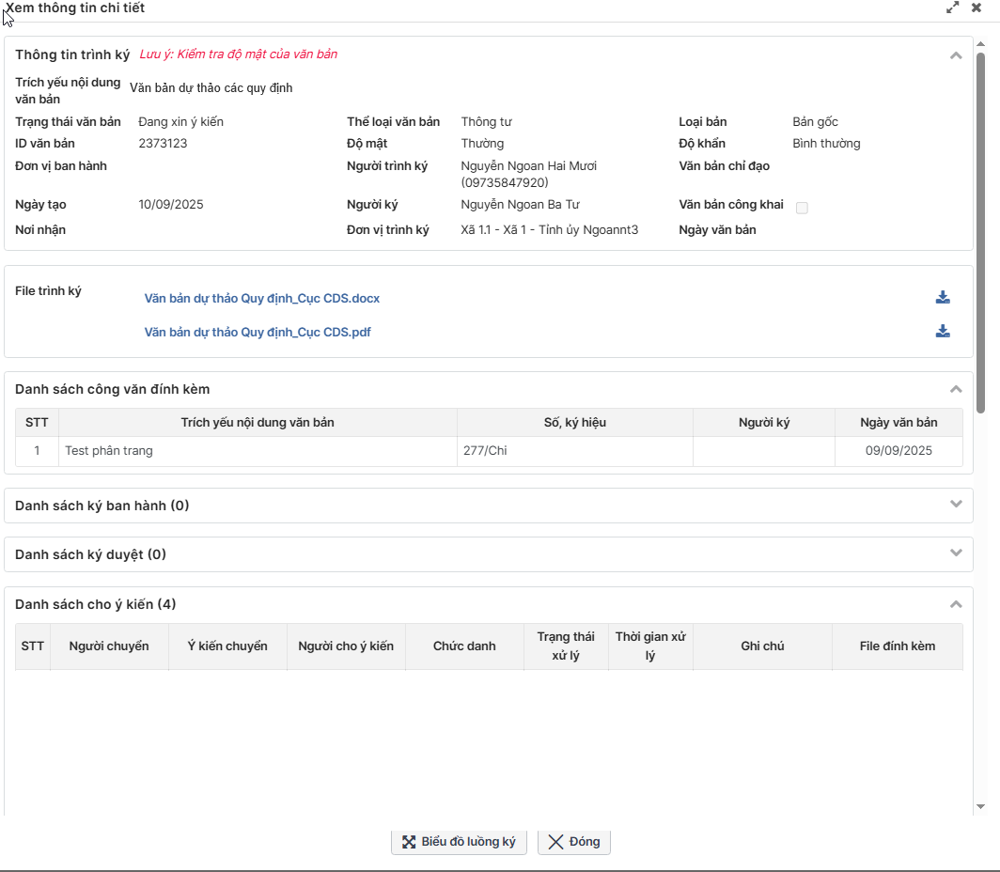 Xem thông tin chi tiết
Thông tin trình ký Lưu ý: Kiểm tra độ mật của văn bản
Trích yếu nội dung văn bản Văn bản dự thảo các quy định
Trạng thái văn bản Đang xin ý kiến Thể loại văn bản Thông tư Loại bản Bản gốc
ID văn bản 2373123 Độ mật Thường Độ khẩn Bình thường
Đơn vị ban hành Người trình ký Nguyễn Ngoan Hai Mươi Văn bản chỉ đạo
(09735847920)
Ngày tạo 10/09/2025 Người ký Nguyễn Ngoan Ba Tư Văn bản công khai
Nơi nhận Đơn vị trình ký Xã 1.1 - Xã 1 - Tỉnh ủy Ngoannt3 Ngày văn bản
File trình ký
Văn bản dự thảo Quy định_Cục CDS.docx
Văn bản dự thảo Quy định_Cục CDS.pdf
Danh sách công văn đính kèm
STT Trích yếu nội dung văn bản Số, ký hiệu Người ký Ngày văn bản
1 Test phân trang 277/Chi 09/09/2025
Danh sách ký ban hành (0)
Danh sách ký duyệt (0)
Danh sách cho ý kiến (4)
STT Người chuyển Ý kiến chuyển Người cho ý kiến Chức danh Trạng thái xử lý Thời gian xử lý Ghi chú File đính kèm
Biểu đồ luồng ký Đóng